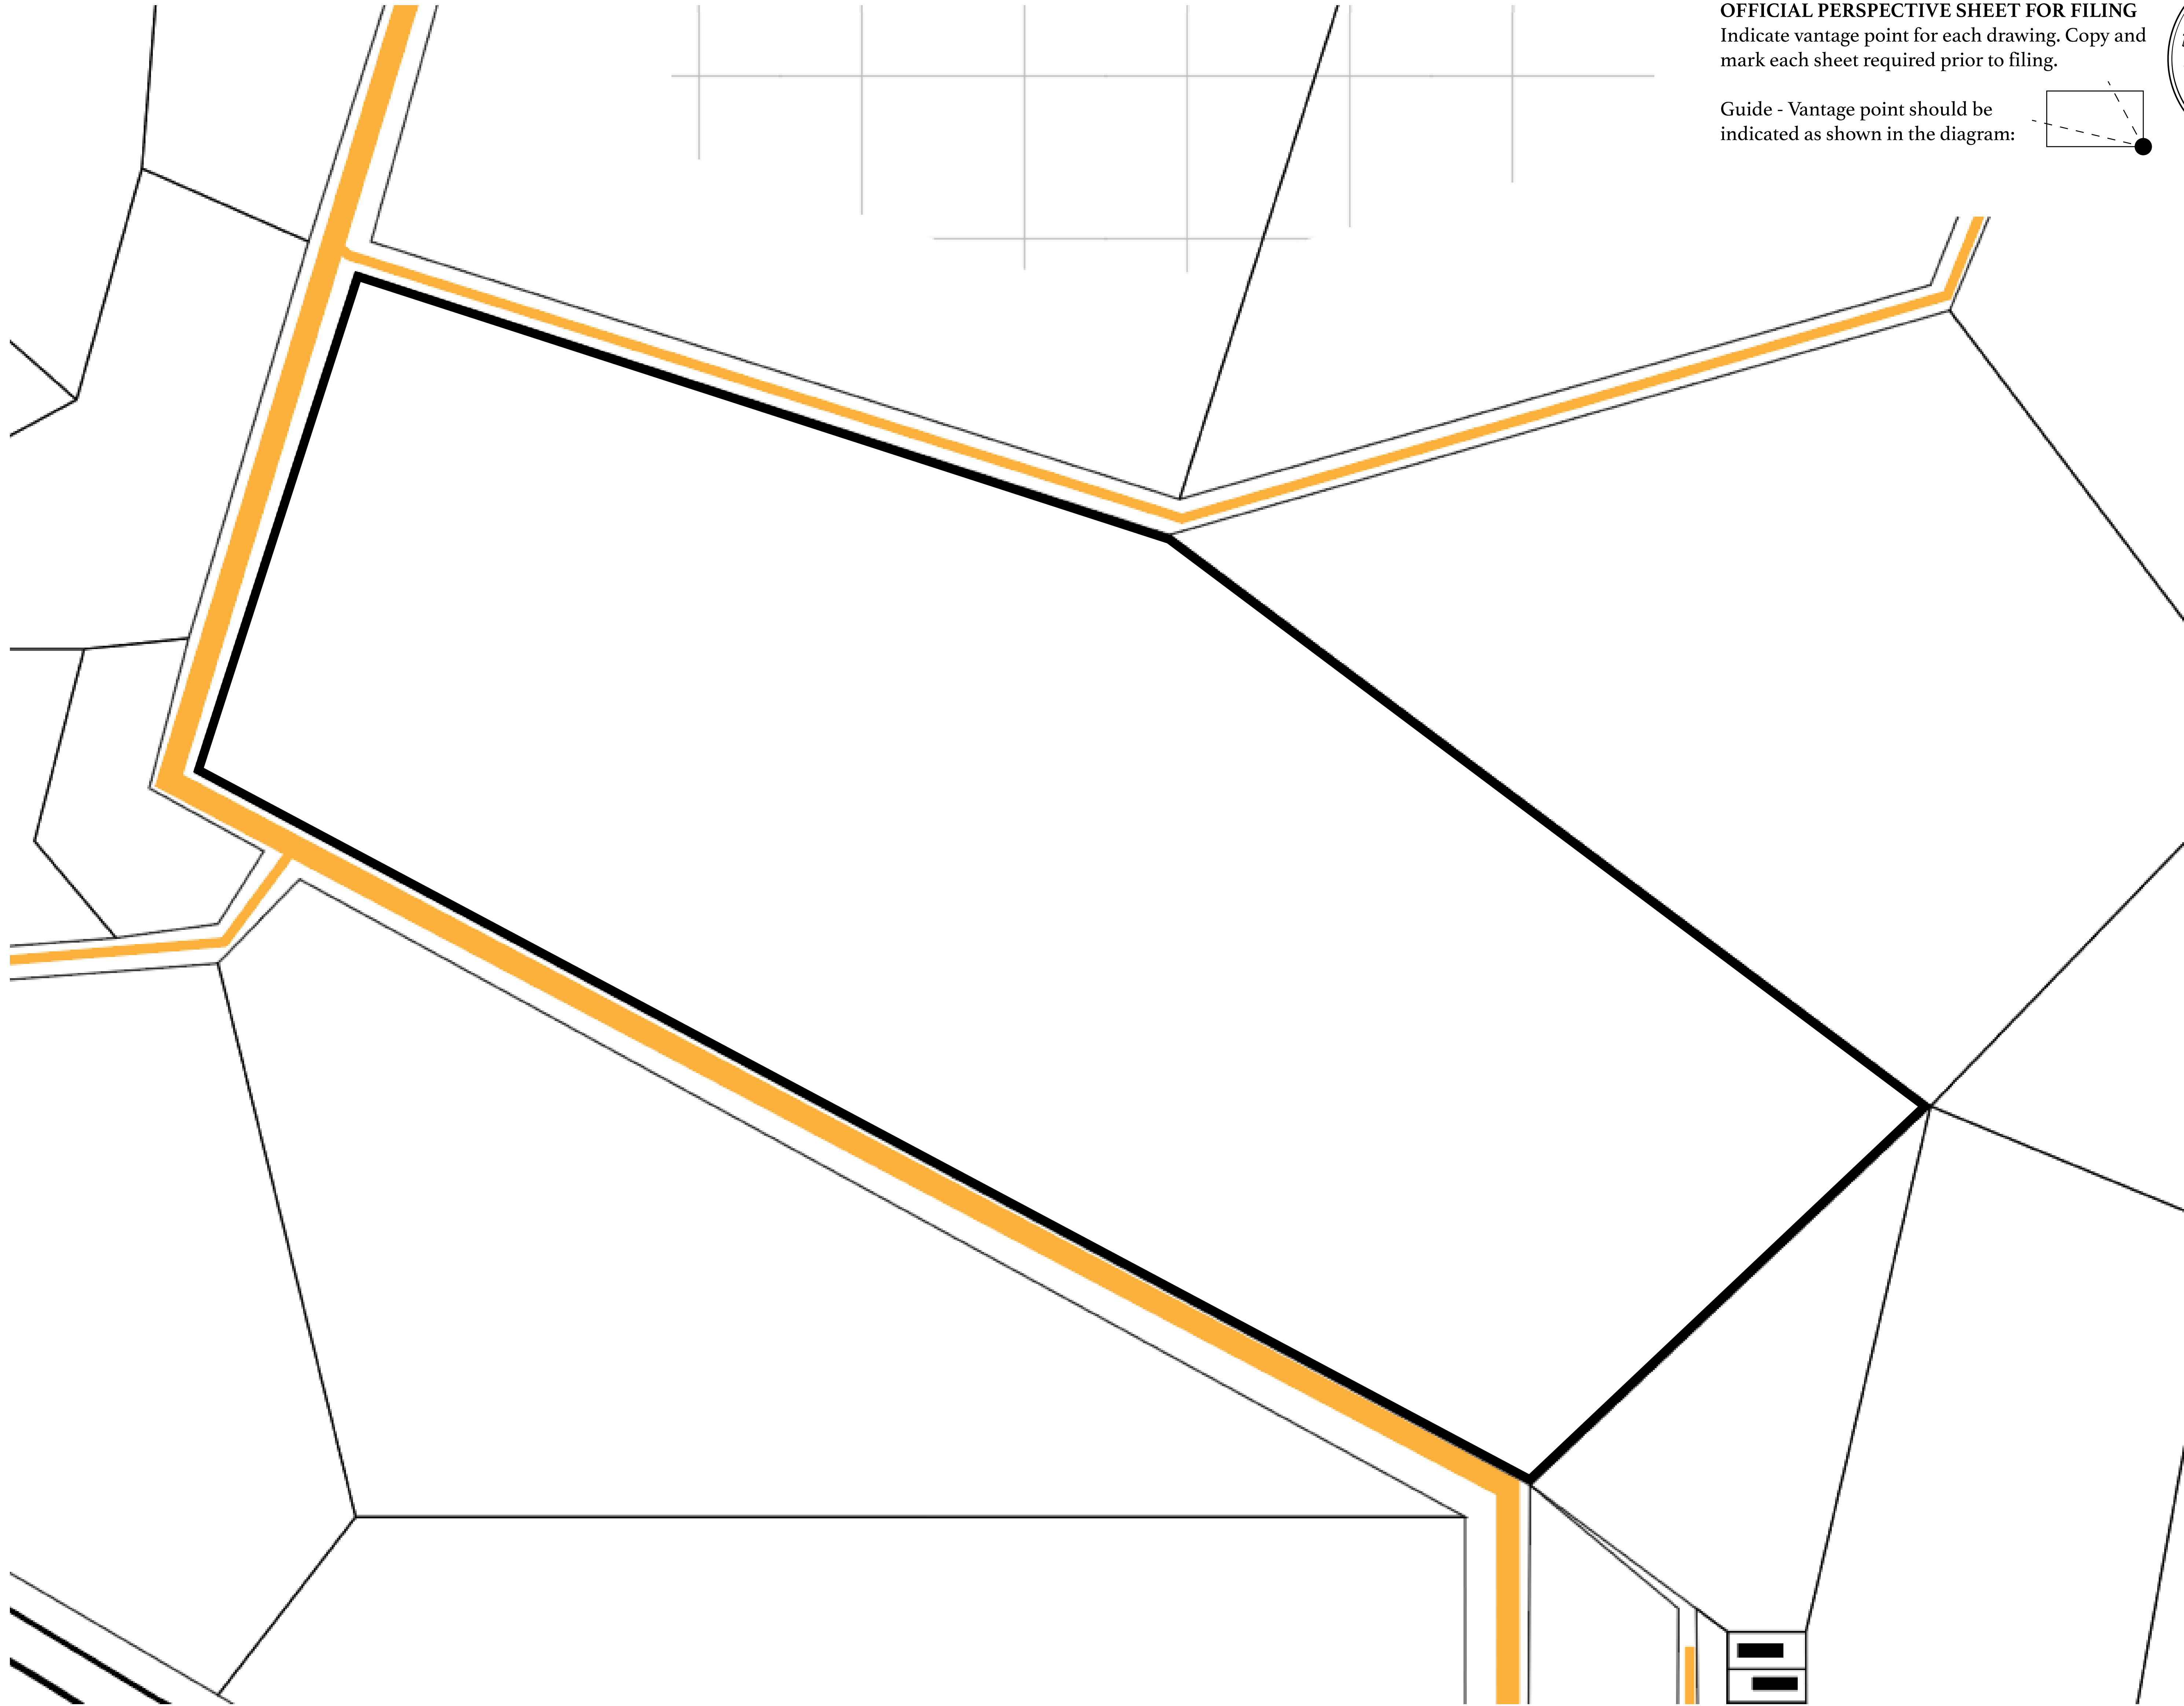 OFFICIAL PERSPECTIVE SHEET FOR FILING
Indicate vantage point for each drawing. Copy and
mark each sheet required prior to filing.
Guide - Vantage point should be
indicated as shown in the diagram: